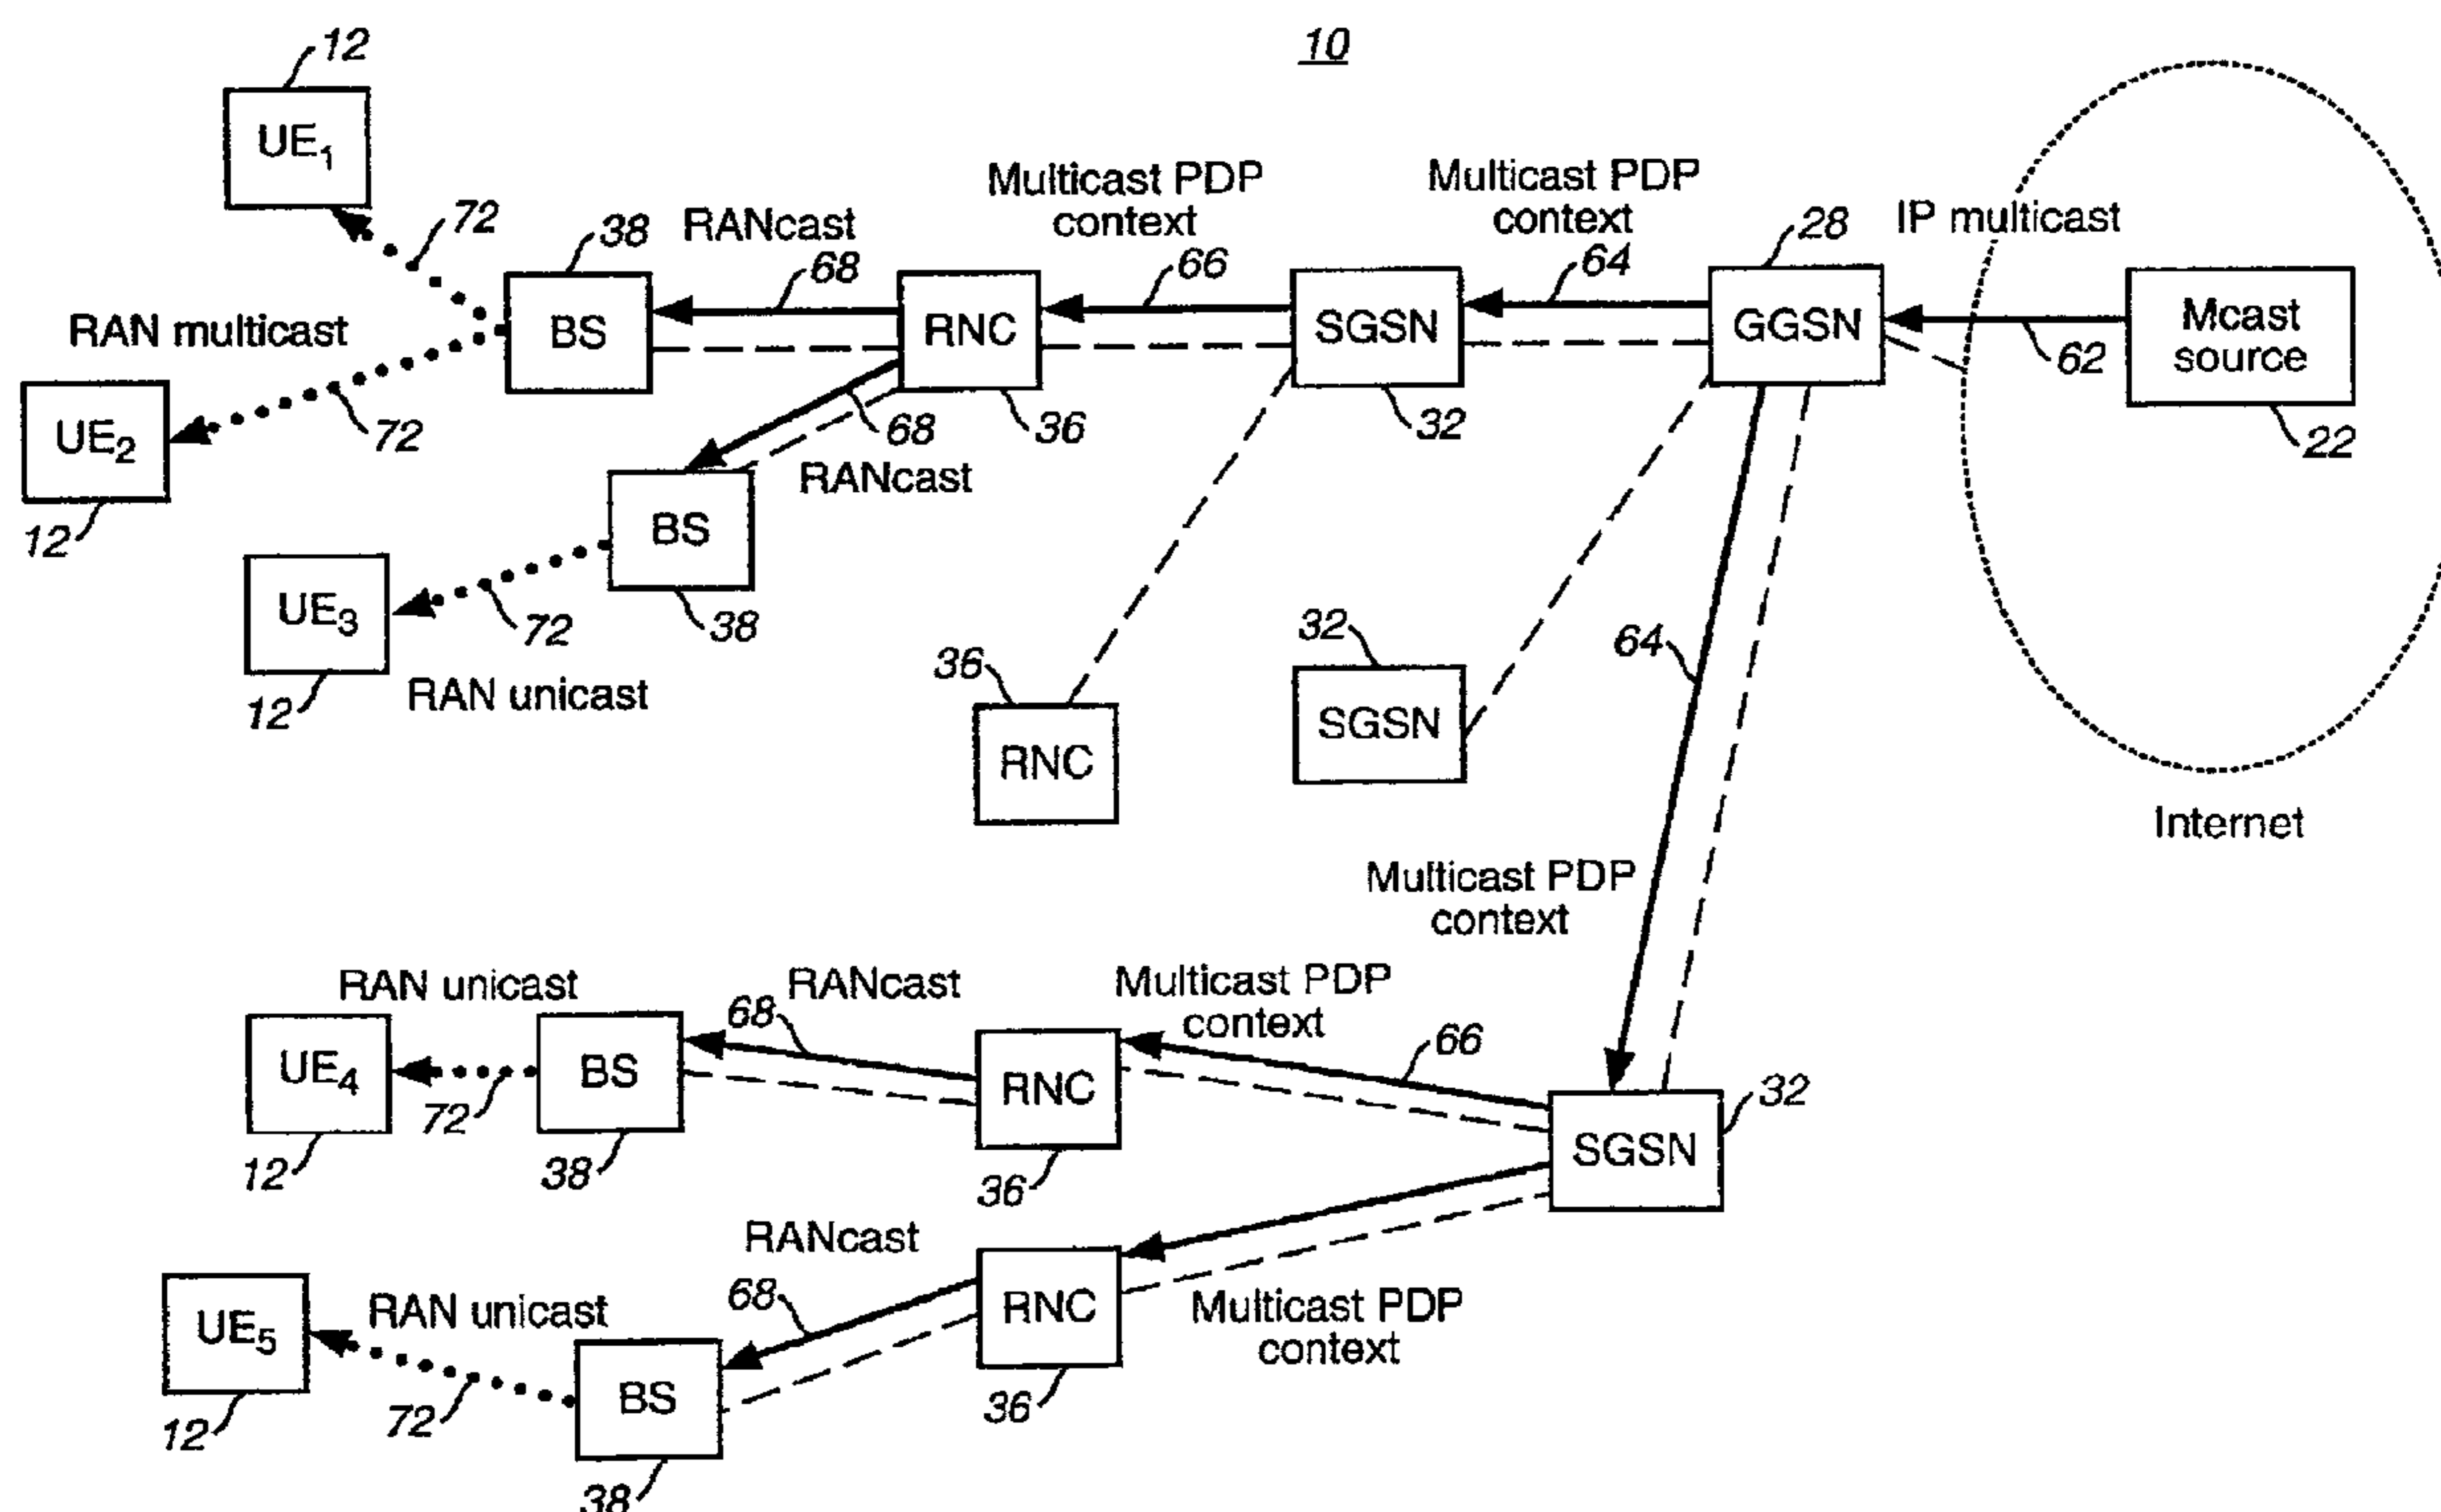 10
12
UE1
72
RAN multicast
UE2
12
72
38
BS
RANcast
68
Multicast PDP
context
66
RNC
36
Multicast PDP
context
64
SGSN
32
28
GGSN
IP multicast
62
Mcast
source
22
68
RANcast
BS
38
UE3
12
72
RAN unicast
36
RNC
32
SGSN
64
Internet
Multicast PDP
context
RAN unicast
UE4
12
72
BS
38
RANcast
68
RNC
36
Multicast PDP
context
66
SGSN
32
UE5
12
RAN unicast
72
BS
38
RANcast
68
RNC
36
Multicast PDP
context